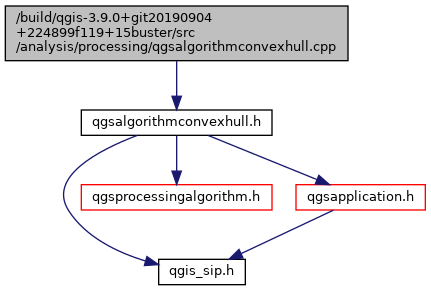 /build/qgis-3.9.0+git20190904
+224899f119+15buster/src
/analysis/processing/qgsalgorithmconvexhull.cpp
qgsalgorithmconvexhull.h
qgsprocessingalgorithm.h
qgsapplication.h
qgis_sip.h